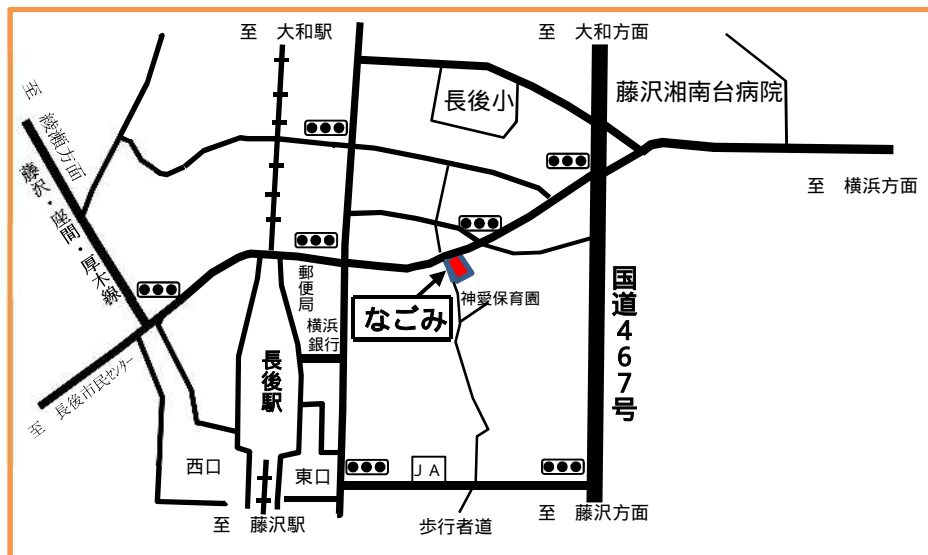 至　大和駅
至　大和方面
藤沢湘南台病院
長後小
至　綾瀬方面
藤沢・座間・厚木線
至　横浜方面
郵便局
神愛保育園
国道467号
なごみ
横浜
銀行
長後駅
至　長後市民センター
西口
東口
ＪＡ
至　藤沢駅
歩行者道
至　藤沢方面